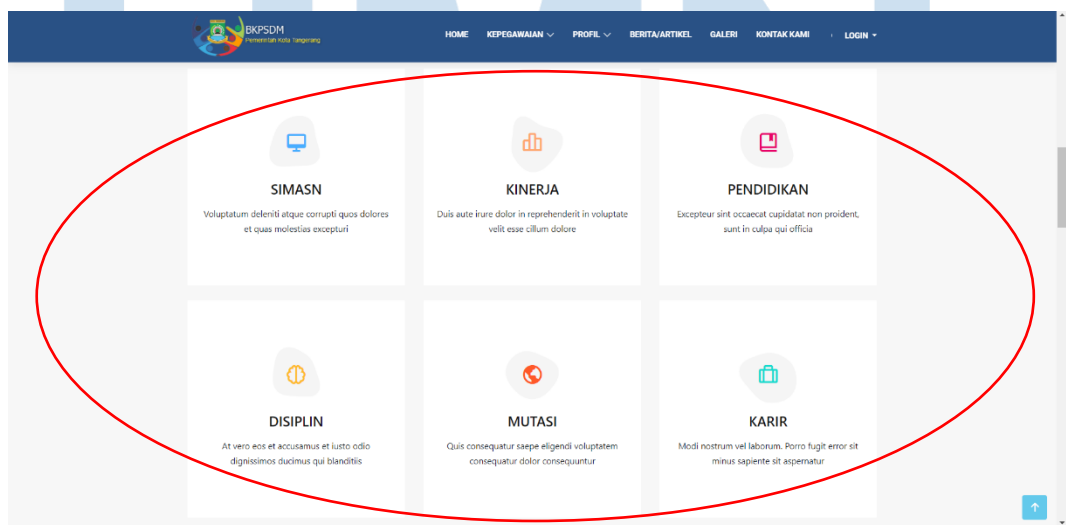 BKPSDM
Pemerintah Kota Tangerang
HOME KEPEGAWAIAN PROFIL BERITA/ARTIKEL GALERI KONTAK KAMI LOGIN
SIMASN
Voluptatum deleniti atque corrupti quos dolores
et quas molestias excepturi
KINERJA
Duis aute irure dolor in reprehenderit in voluptate
velit esse cillum dolore
PENDIDIKAN
Excepteur sint occaecat cupidatat non proident,
sunt in culpa qui officia
DISIPLIN
At vero eos et accusamus et iusto odio
dignissimos ducimus qui blanditiis
MUTASI
Quis consequatur saepe eligendi voluptatem
consequatur dolor consequuntur
KARIR
Modi nostrum vel laborum. Porro fugit error sit
minus sapiente sit aspernatur